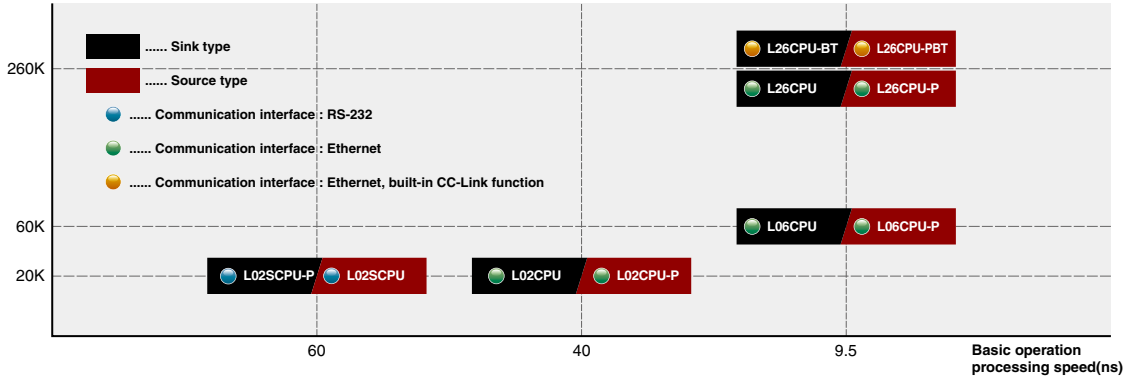 ...... Sink type
...... Source type
...... Communication interface : RS-232
...... Communication interface : Ethernet
...... Communication interface : Ethernet, built-in CC-Link function
260K
60K
20K
L26CPU-BT
L26CPU-PBT
L26CPU
L26CPU-P
L06CPU
L06CPU-P
L02SCPU-P
L02SCPU
L02CPU
L02CPU-P
60
40
9.5
Basic operation
processing speed(ns)